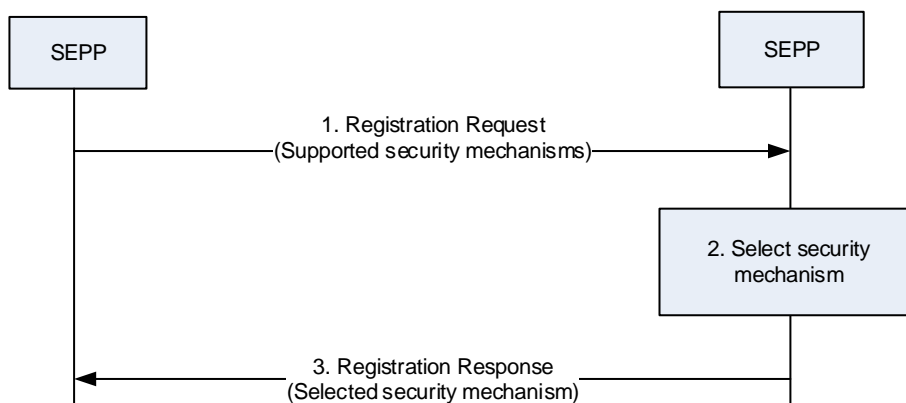 SEPP
SEPP
1. Registration Request
(Supported security mechanisms)
2. Select security
mechanism
3. Registration Response
(Selected security mechanism)